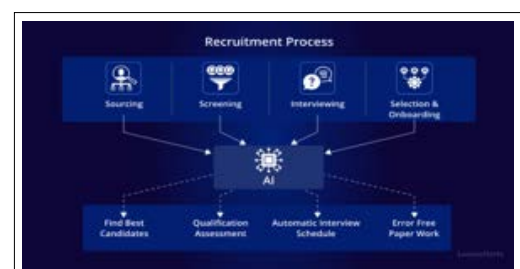 Recruitment Process
Sourcing
Screening
Interviewing
Selection &
Onboarding
AI
Find Best
Candidates
Qualification
Assessment
Automatic Interview
Schedule
Error Free
Paper Work